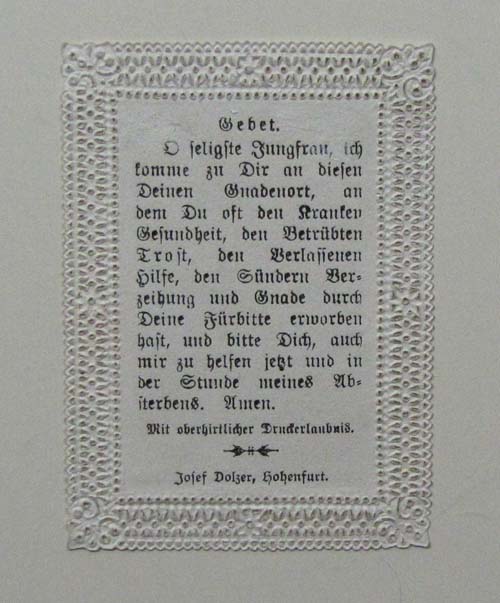 Gebet.
O seligste Jungfrau, ich
komme zu Dir an diesen
Deinen Gnadenort, an
dem Du oft den Kranken
Gesundheit, den Betrübten
Trost, den Verlassenen
Hilfe, den Sündern Ver-
zeihung und Gnade durch
Deine Fürbitte erworben
hast, und bitte Dich, auch
mir zu helfen jetzt und in
der Stunde meines Ab-
sterbens. Amen.
Mit oberhirtlicher Druckerlaubnis.
Josef Dolzer, Hohenfurt.